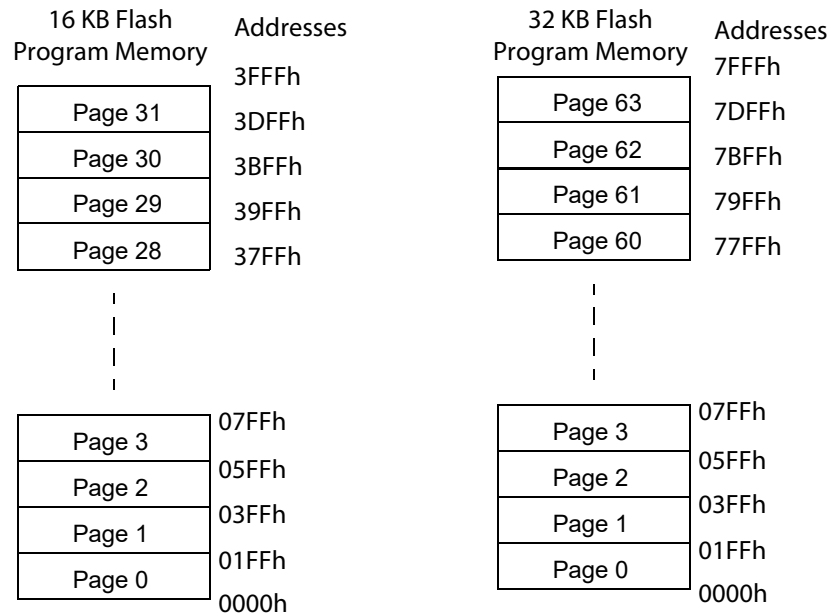 16 KB Flash
Program Memory
Addresses
3FFFh
Page 31
3DFFh
Page 30
3BFFh
Page 29
39FFh
Page 28
37FFh
07FFh
Page 3
05FFh
Page 2
03FFh
Page 1
01FFh
Page 0
0000h
32 KB Flash
Program Memory
Addresses
7FFFh
Page 63
7DFFh
Page 62
7BFFh
Page 61
79FFh
Page 60
77FFh
07FFh
Page 3
05FFh
Page 2
03FFh
Page 1
01FFh
Page 0
0000h